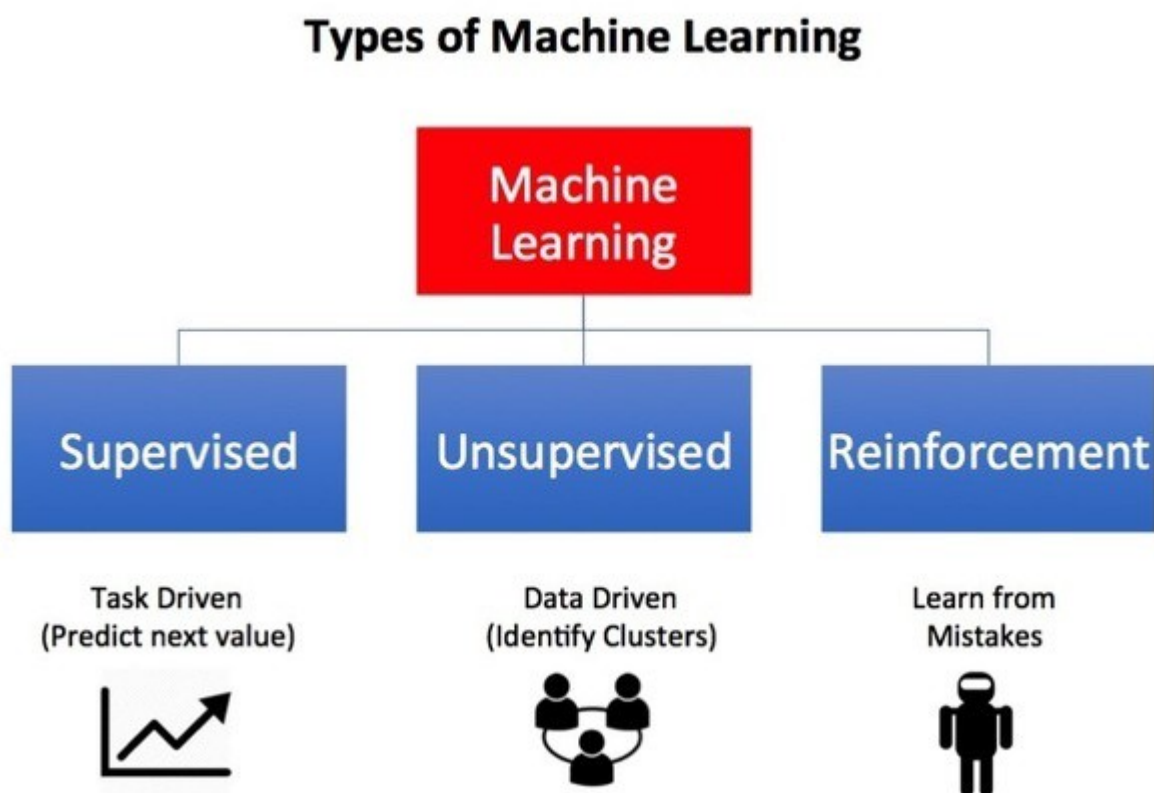 Types of Machine Learning
Machine
Learning
Supervised
Unsupervised
Reinforcement
Task Driven
(Predict next value)
Data Driven
(Identify Clusters)
Learn from
Mistakes